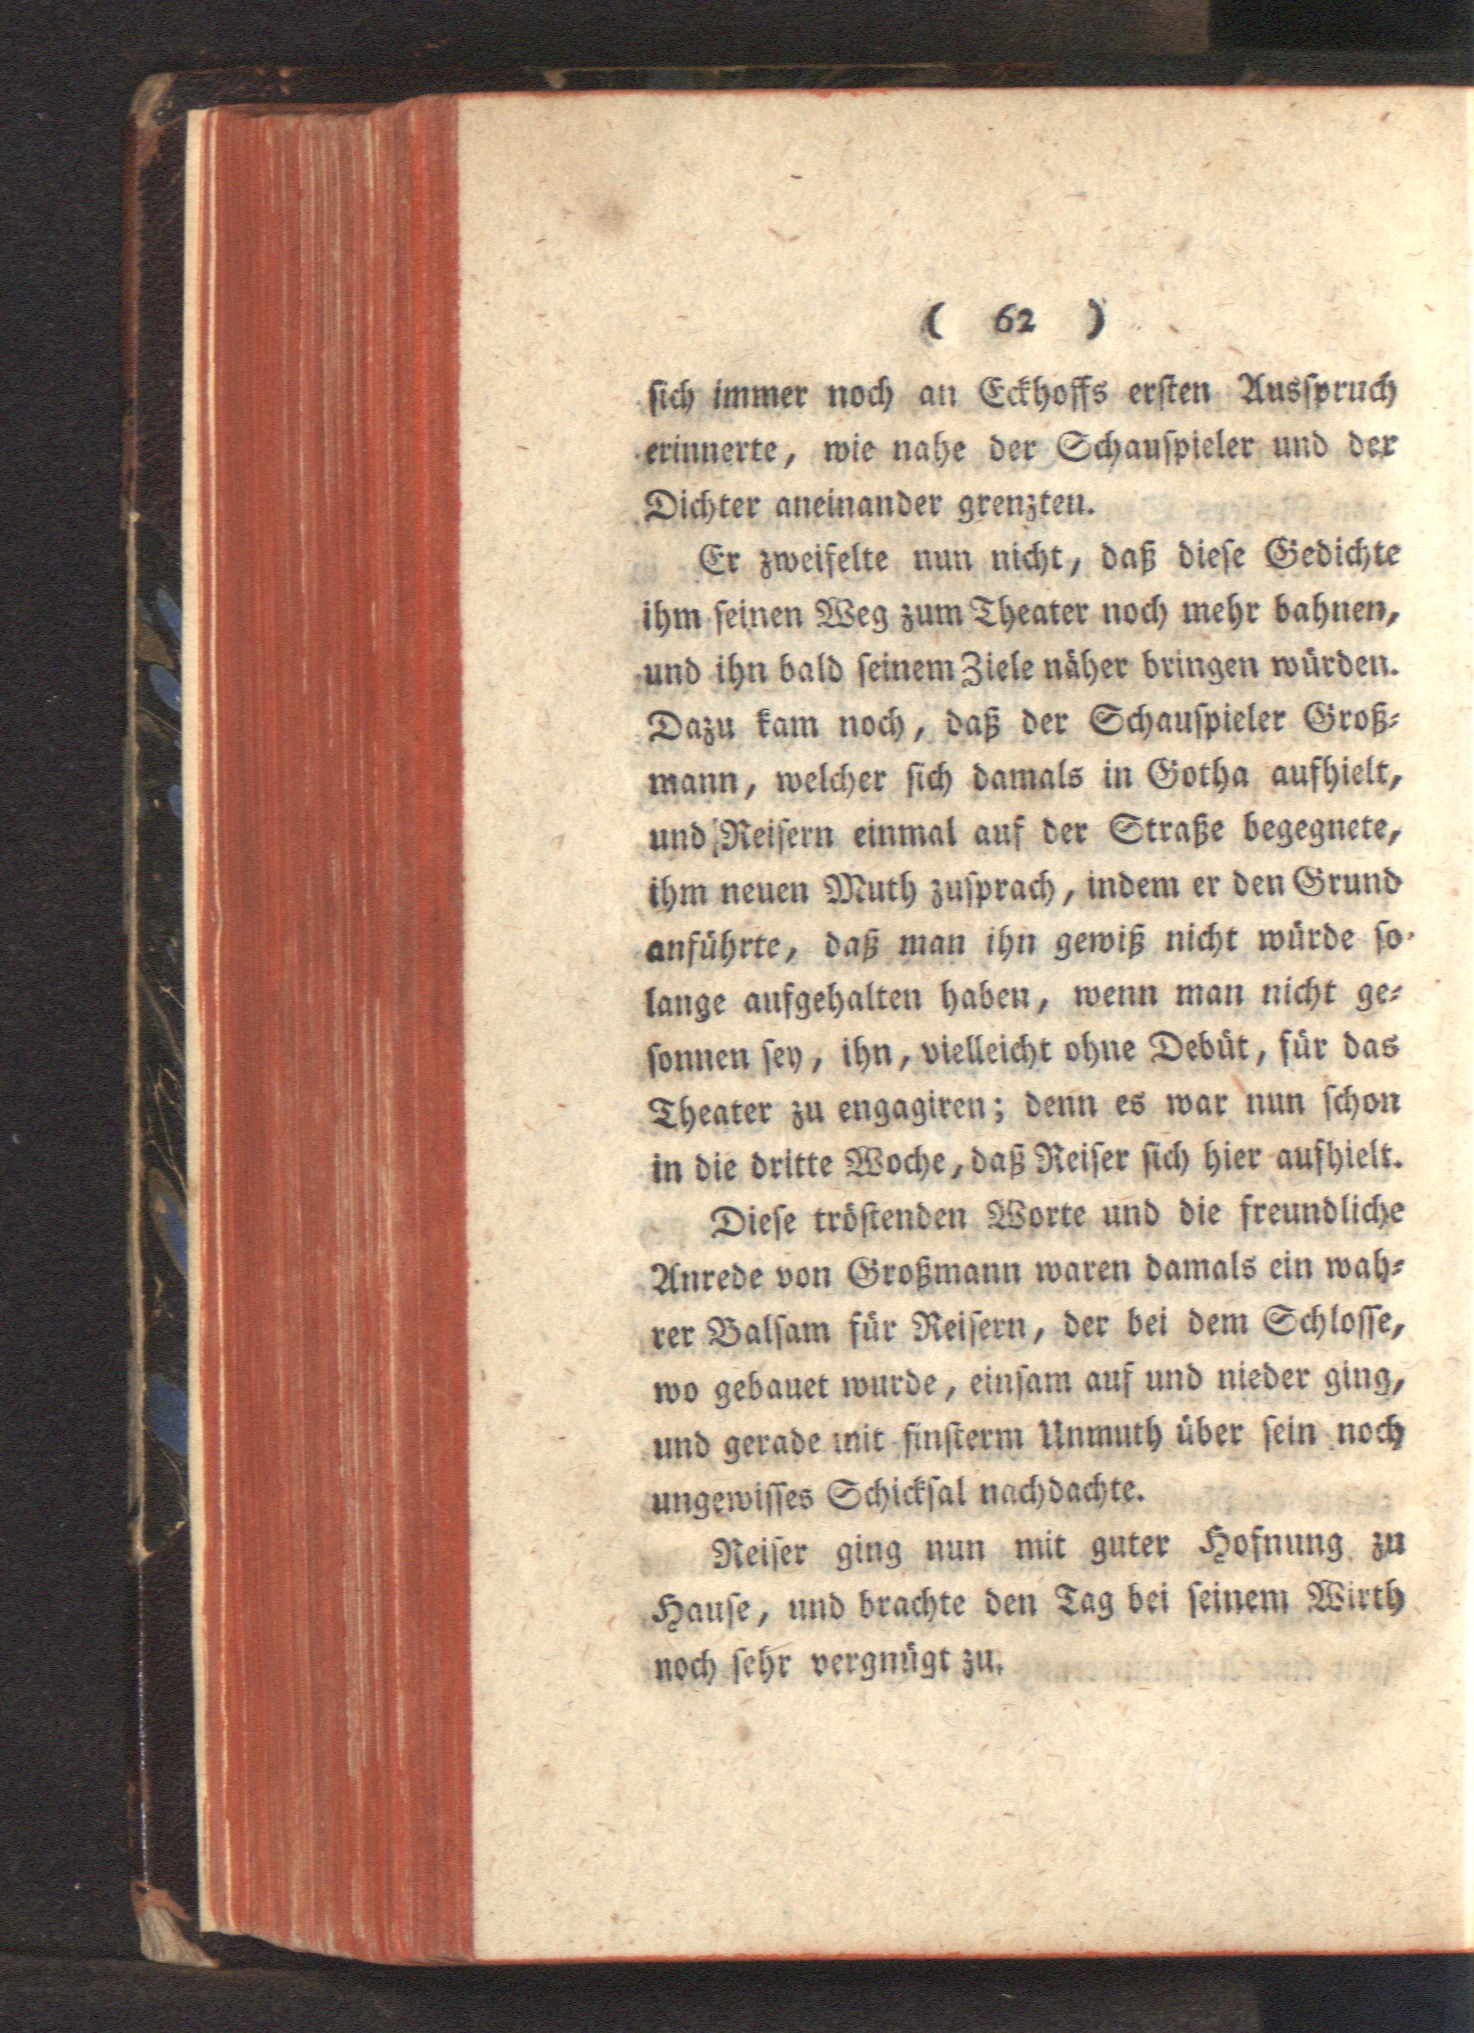 ( 62 )
ſich immer noch an Eckhoffs erſten Ausſpruch
erinnerte, wie nahe der Schauſpieler und der
Dichter aneinander grenzten.
Er zweifelte nun nicht, daß dieſe Gedichte
ihm ſeinen Weg zum Theater noch mehr bahnen,
und ihn bald ſeinem Ziele näher bringen würden.
Dazu kam noch, daß der Schauſpieler Groß⸗
mann, welcher ſich damals in Gotha aufhielt,
und Reiſern einmal auf der Straße begegnete,
ihm neuen Muth zuſprach, indem er den Grund
anführte, daß man ihn gewiß nicht würde ſo⸗
lange aufgehalten haben, wenn man nicht ge⸗
ſonnen ſey, ihn, vielleicht ohne Debüt, für das
Theater zu engagiren; denn es war nun ſchon
in die dritte Woche, daß Reiſer ſich hier aufhielt.
Dieſe tröſtenden Worte und die freundliche
Anrede von Großmann waren damals ein wah⸗
rer Balſam für Reiſern, der bei dem Schloſſe,
wo gebauet wurde, einſam auf und nieder ging,
und gerade mit finſterm Unmuth über ſein noch
ungewiſſes Schickſal nachdachte.
Reiſer ging nun mit guter Hofnung zu
Hauſe, und brachte den Tag bei ſeinem Wirth
noch ſehr vergnügt zu.